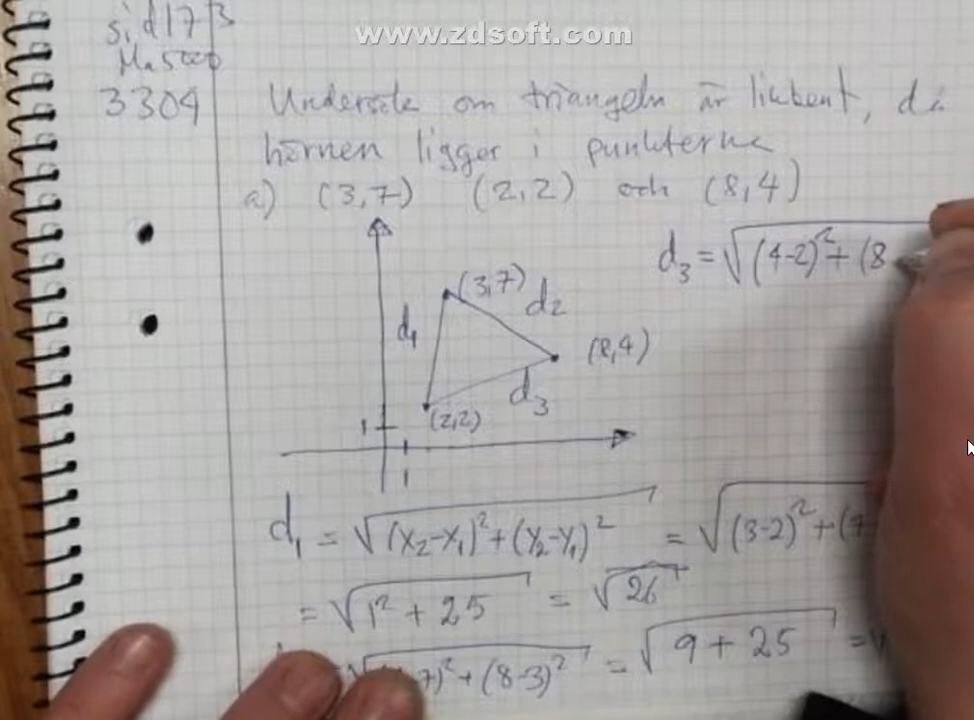 www.zdsoft.com
sid 173
Ma5000
3304 Undersök om triangeln är likbent, då
hörnen ligger i punkterna
a) (3,7) (2,2) och (8,4)
d₃ = √(4-2)² + (8
(3,7) d₂
d₁
(8,4)
d₃
1 (2,2)
1
d₁ = √(x₂-x₁)² + (y₂-y₁)² = √(3-2)² + (7
= √1² + 25 = √26
7)² + (8-3)² = √9 + 25 = √